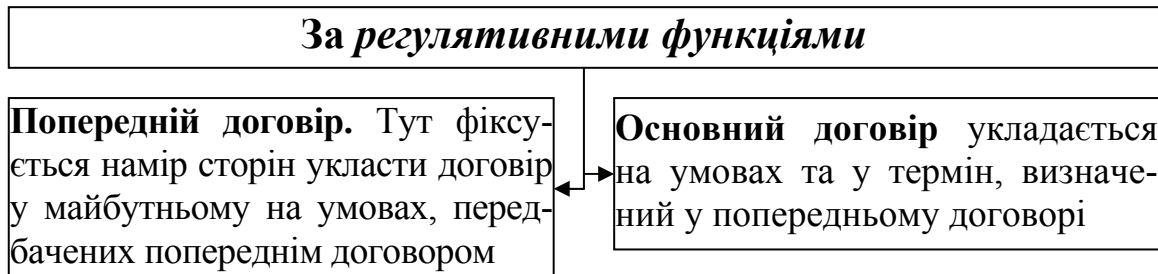 За регулятивними функціями
Попередній договір. Тут фіксу-
ється намір сторін укласти договір
у майбутньому на умовах, перед-
бачених попереднім договором
Основний договір укладається
на умовах та у термін, визначе-
ний у попередньому договорі